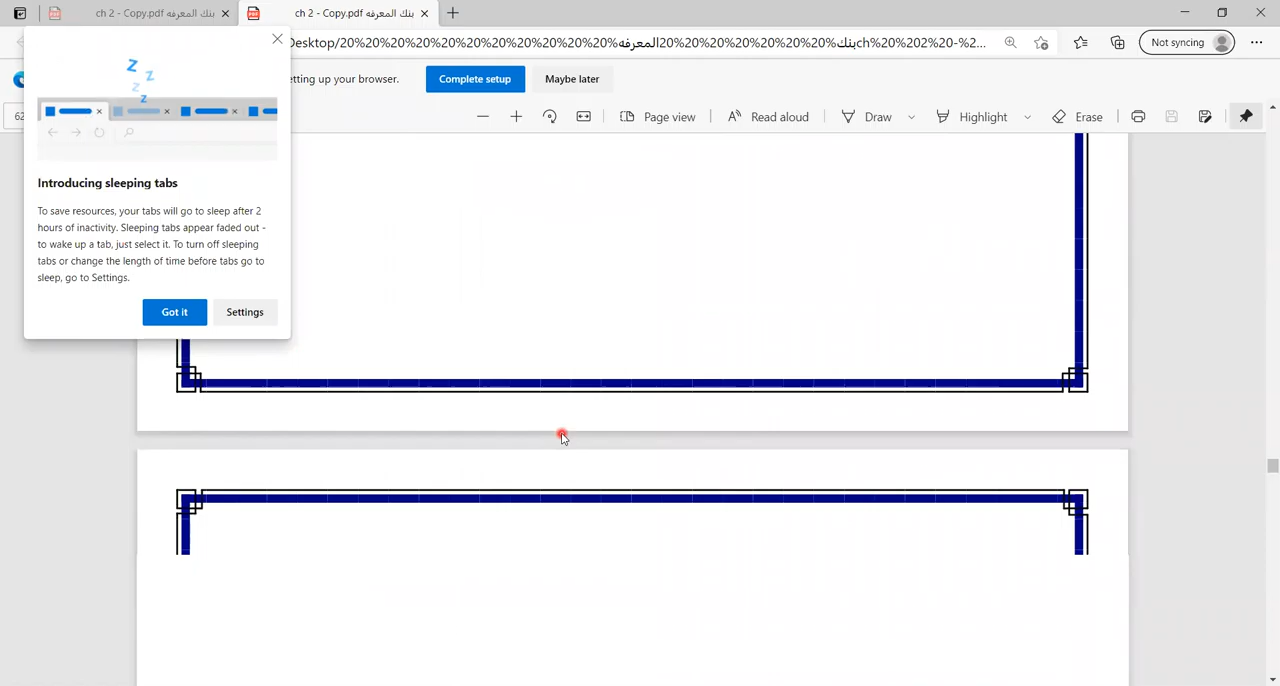 ch 2 - Copy.pdf بنك المعرفه
ch 2 - Copy.pdf بنك المعرفه
Desktop/20%20%20%20%20%20%20%20%20%20%20المعرفه%20%20%20%20%20%20%20بنكch%20%202%20-%2...
Not syncing
etting up your browser.
Complete setup
Maybe later
62
Page view
Read aloud
Draw
Highlight
Erase
z
z
z
z
Introducing sleeping tabs
To save resources, your tabs will go to sleep after 2
hours of inactivity. Sleeping tabs appear faded out -
to wake up a tab, just select it. To turn off sleeping
tabs or change the length of time before tabs go to
sleep, go to Settings.
Got it
Settings